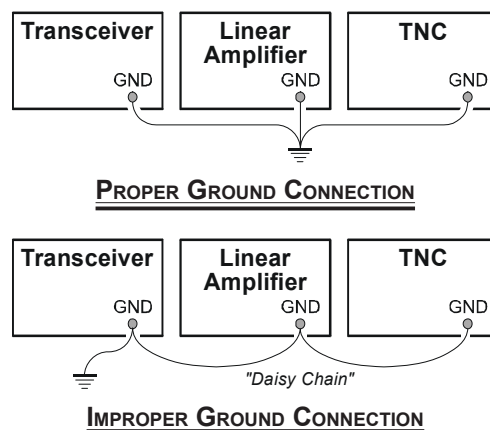 Transceiver
GND
Linear
Amplifier
GND
TNC
GND
PROPER GROUND CONNECTION
Transceiver
GND
Linear
Amplifier
GND
TNC
GND
"Daisy Chain"
IMPROPER GROUND CONNECTION